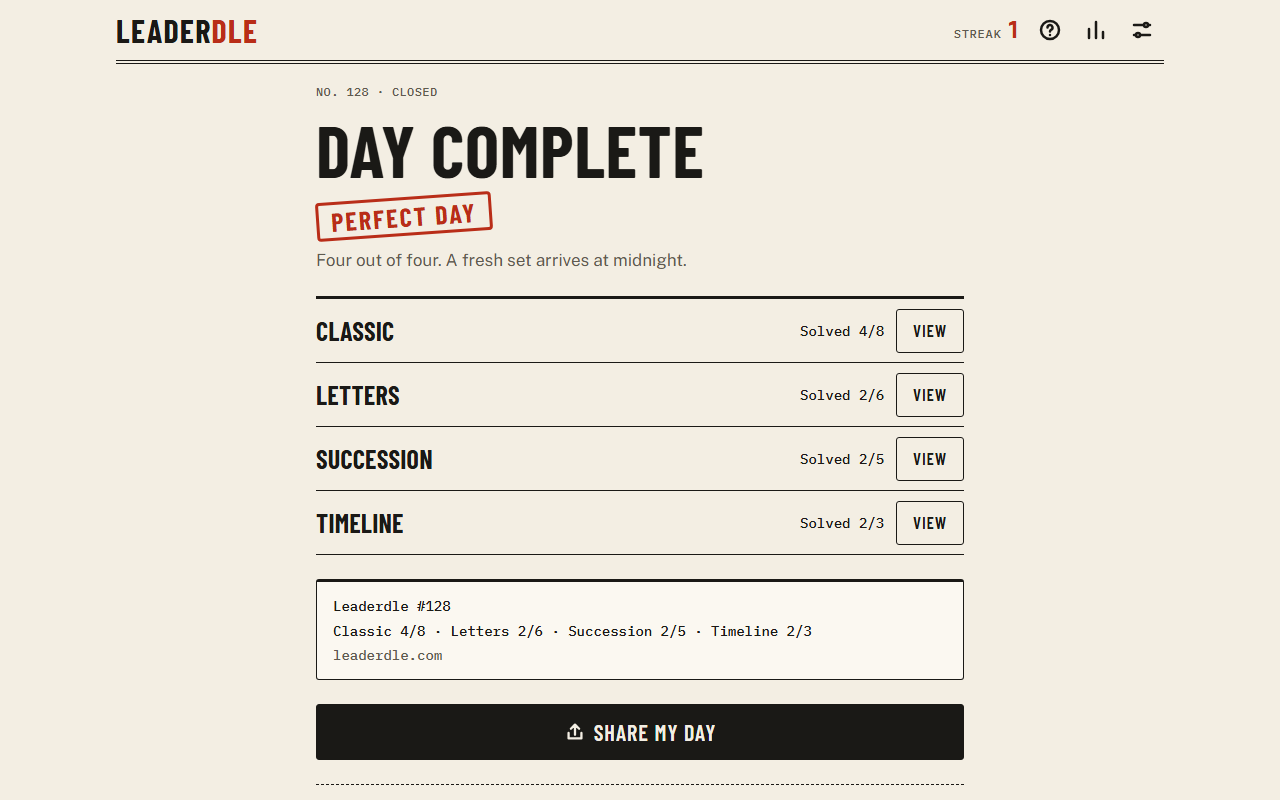 LEADERDLE
STREAK 1
NO. 128 · CLOSED
DAY COMPLETE
PERFECT DAY
Four out of four. A fresh set arrives at midnight.
CLASSIC Solved 4/8 VIEW
LETTERS Solved 2/6 VIEW
SUCCESSION Solved 2/5 VIEW
TIMELINE Solved 2/3 VIEW
Leaderdle #128
Classic 4/8 · Letters 2/6 · Succession 2/5 · Timeline 2/3
leaderdle.com
SHARE MY DAY